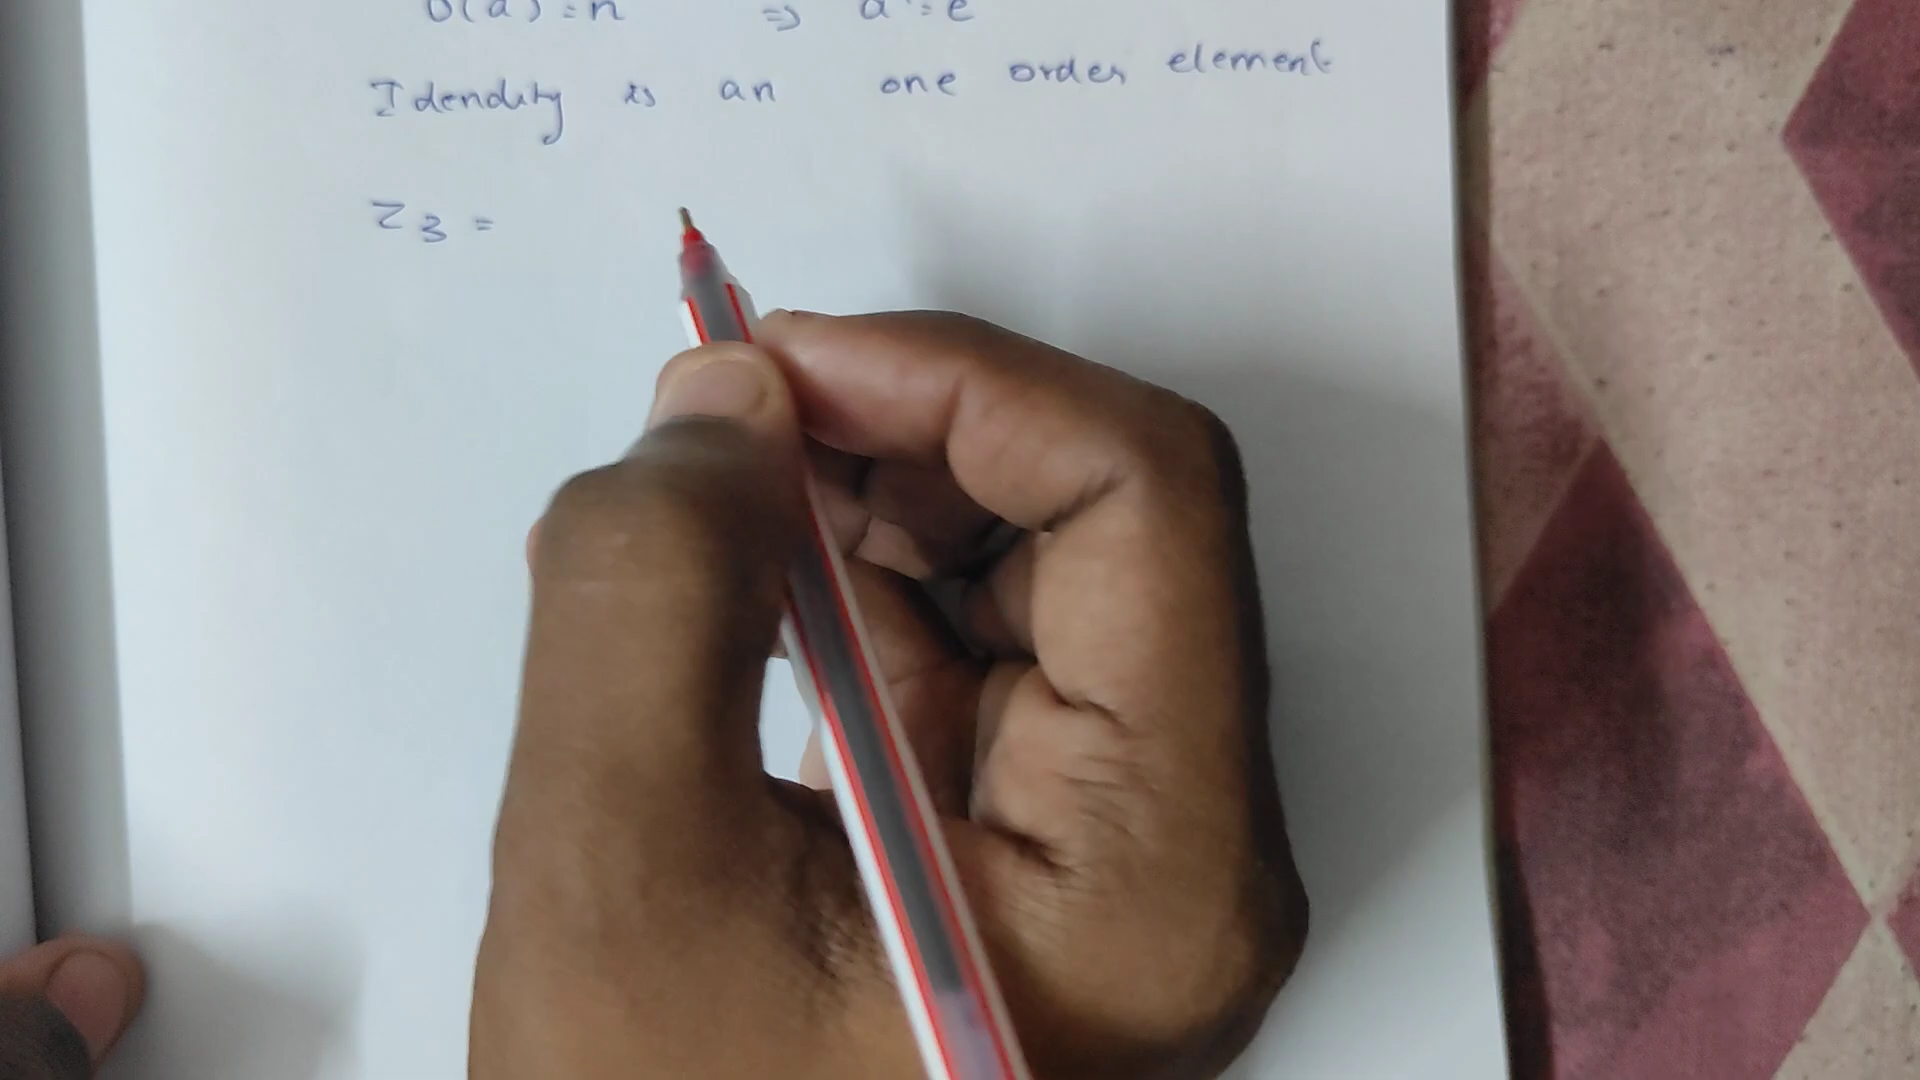 O(a) = n => a = e
Idendity is an one order element
Z3 =